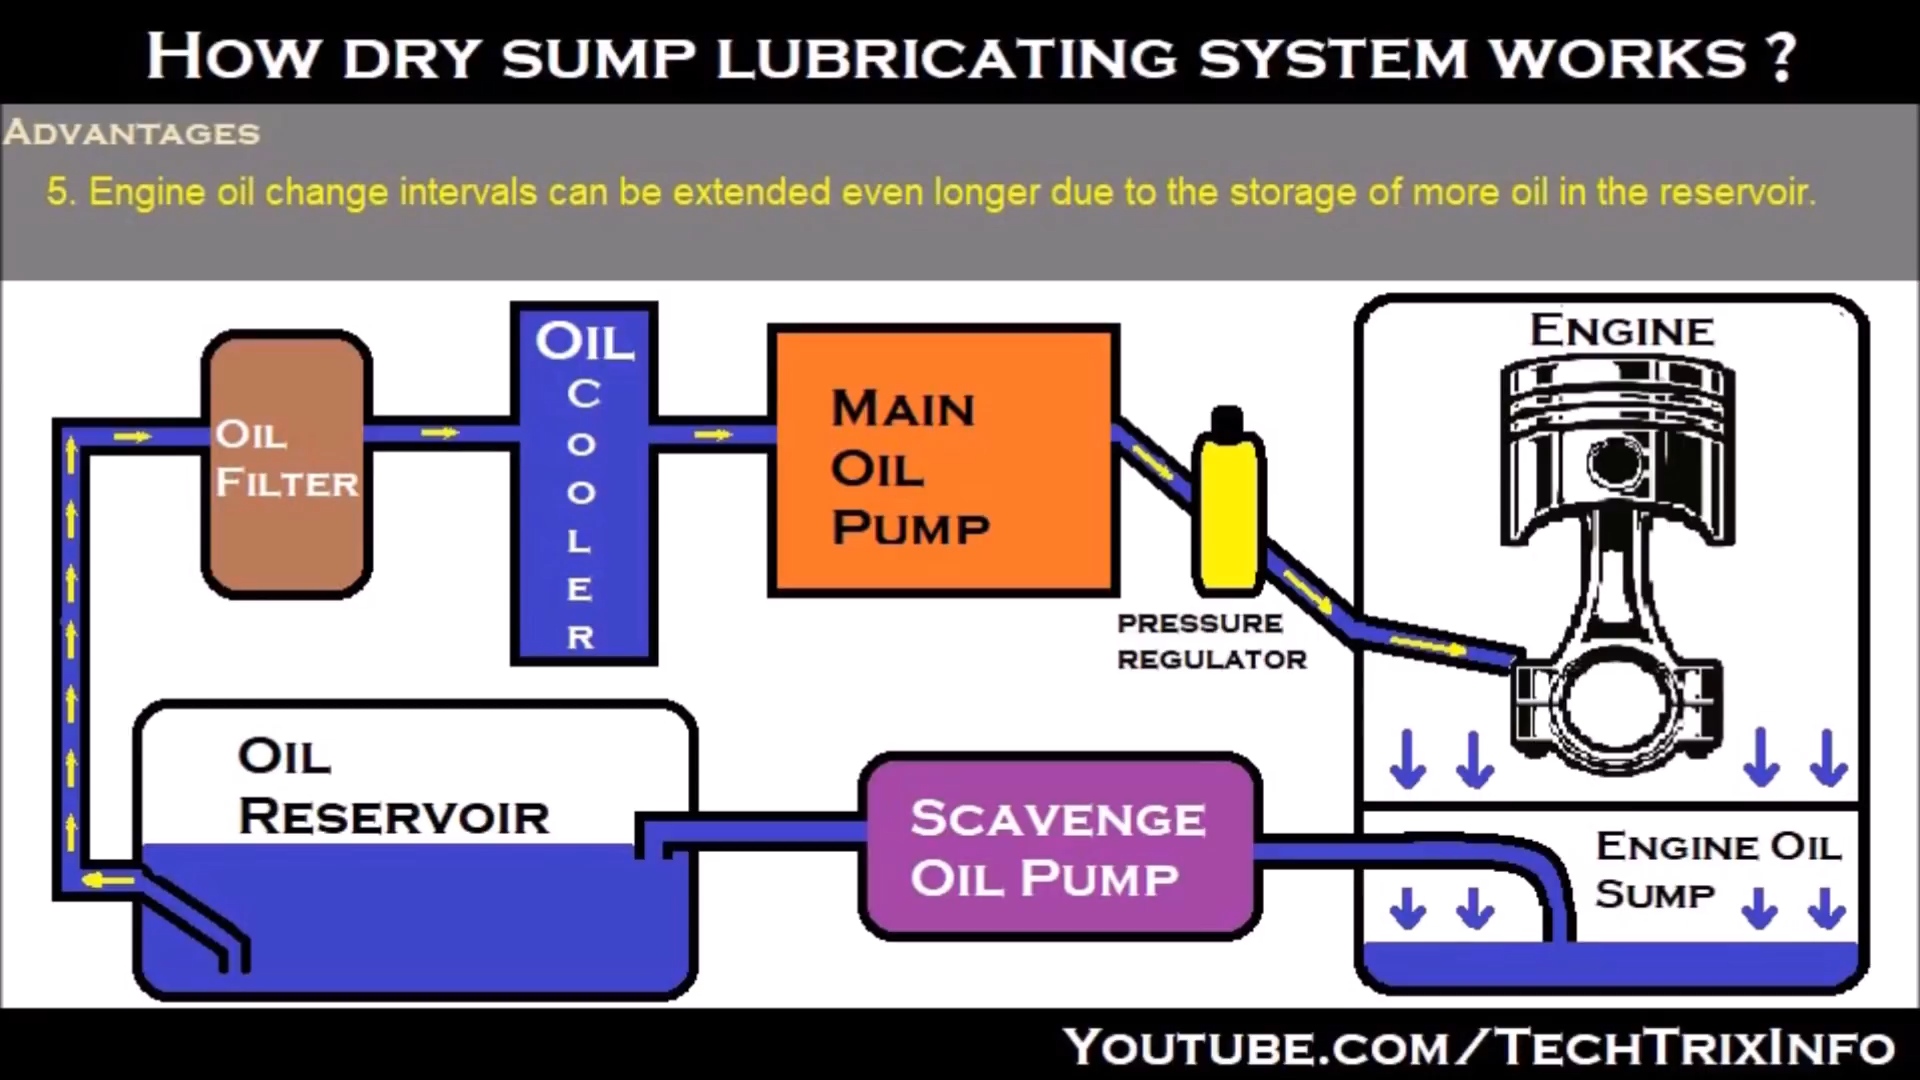 HOW DRY SUMP LUBRICATING SYSTEM WORKS ?
ADVANTAGES
5. Engine oil change intervals can be extended even longer due to the storage of more oil in the reservoir.
OIL
FILTER
OIL
C
O
O
L
E
R
MAIN
OIL
PUMP
PRESSURE
REGULATOR
ENGINE
OIL
RESERVOIR
SCAVENGE
OIL PUMP
ENGINE OIL
SUMP
YOUTUBE.COM/TECHTRIXINFO